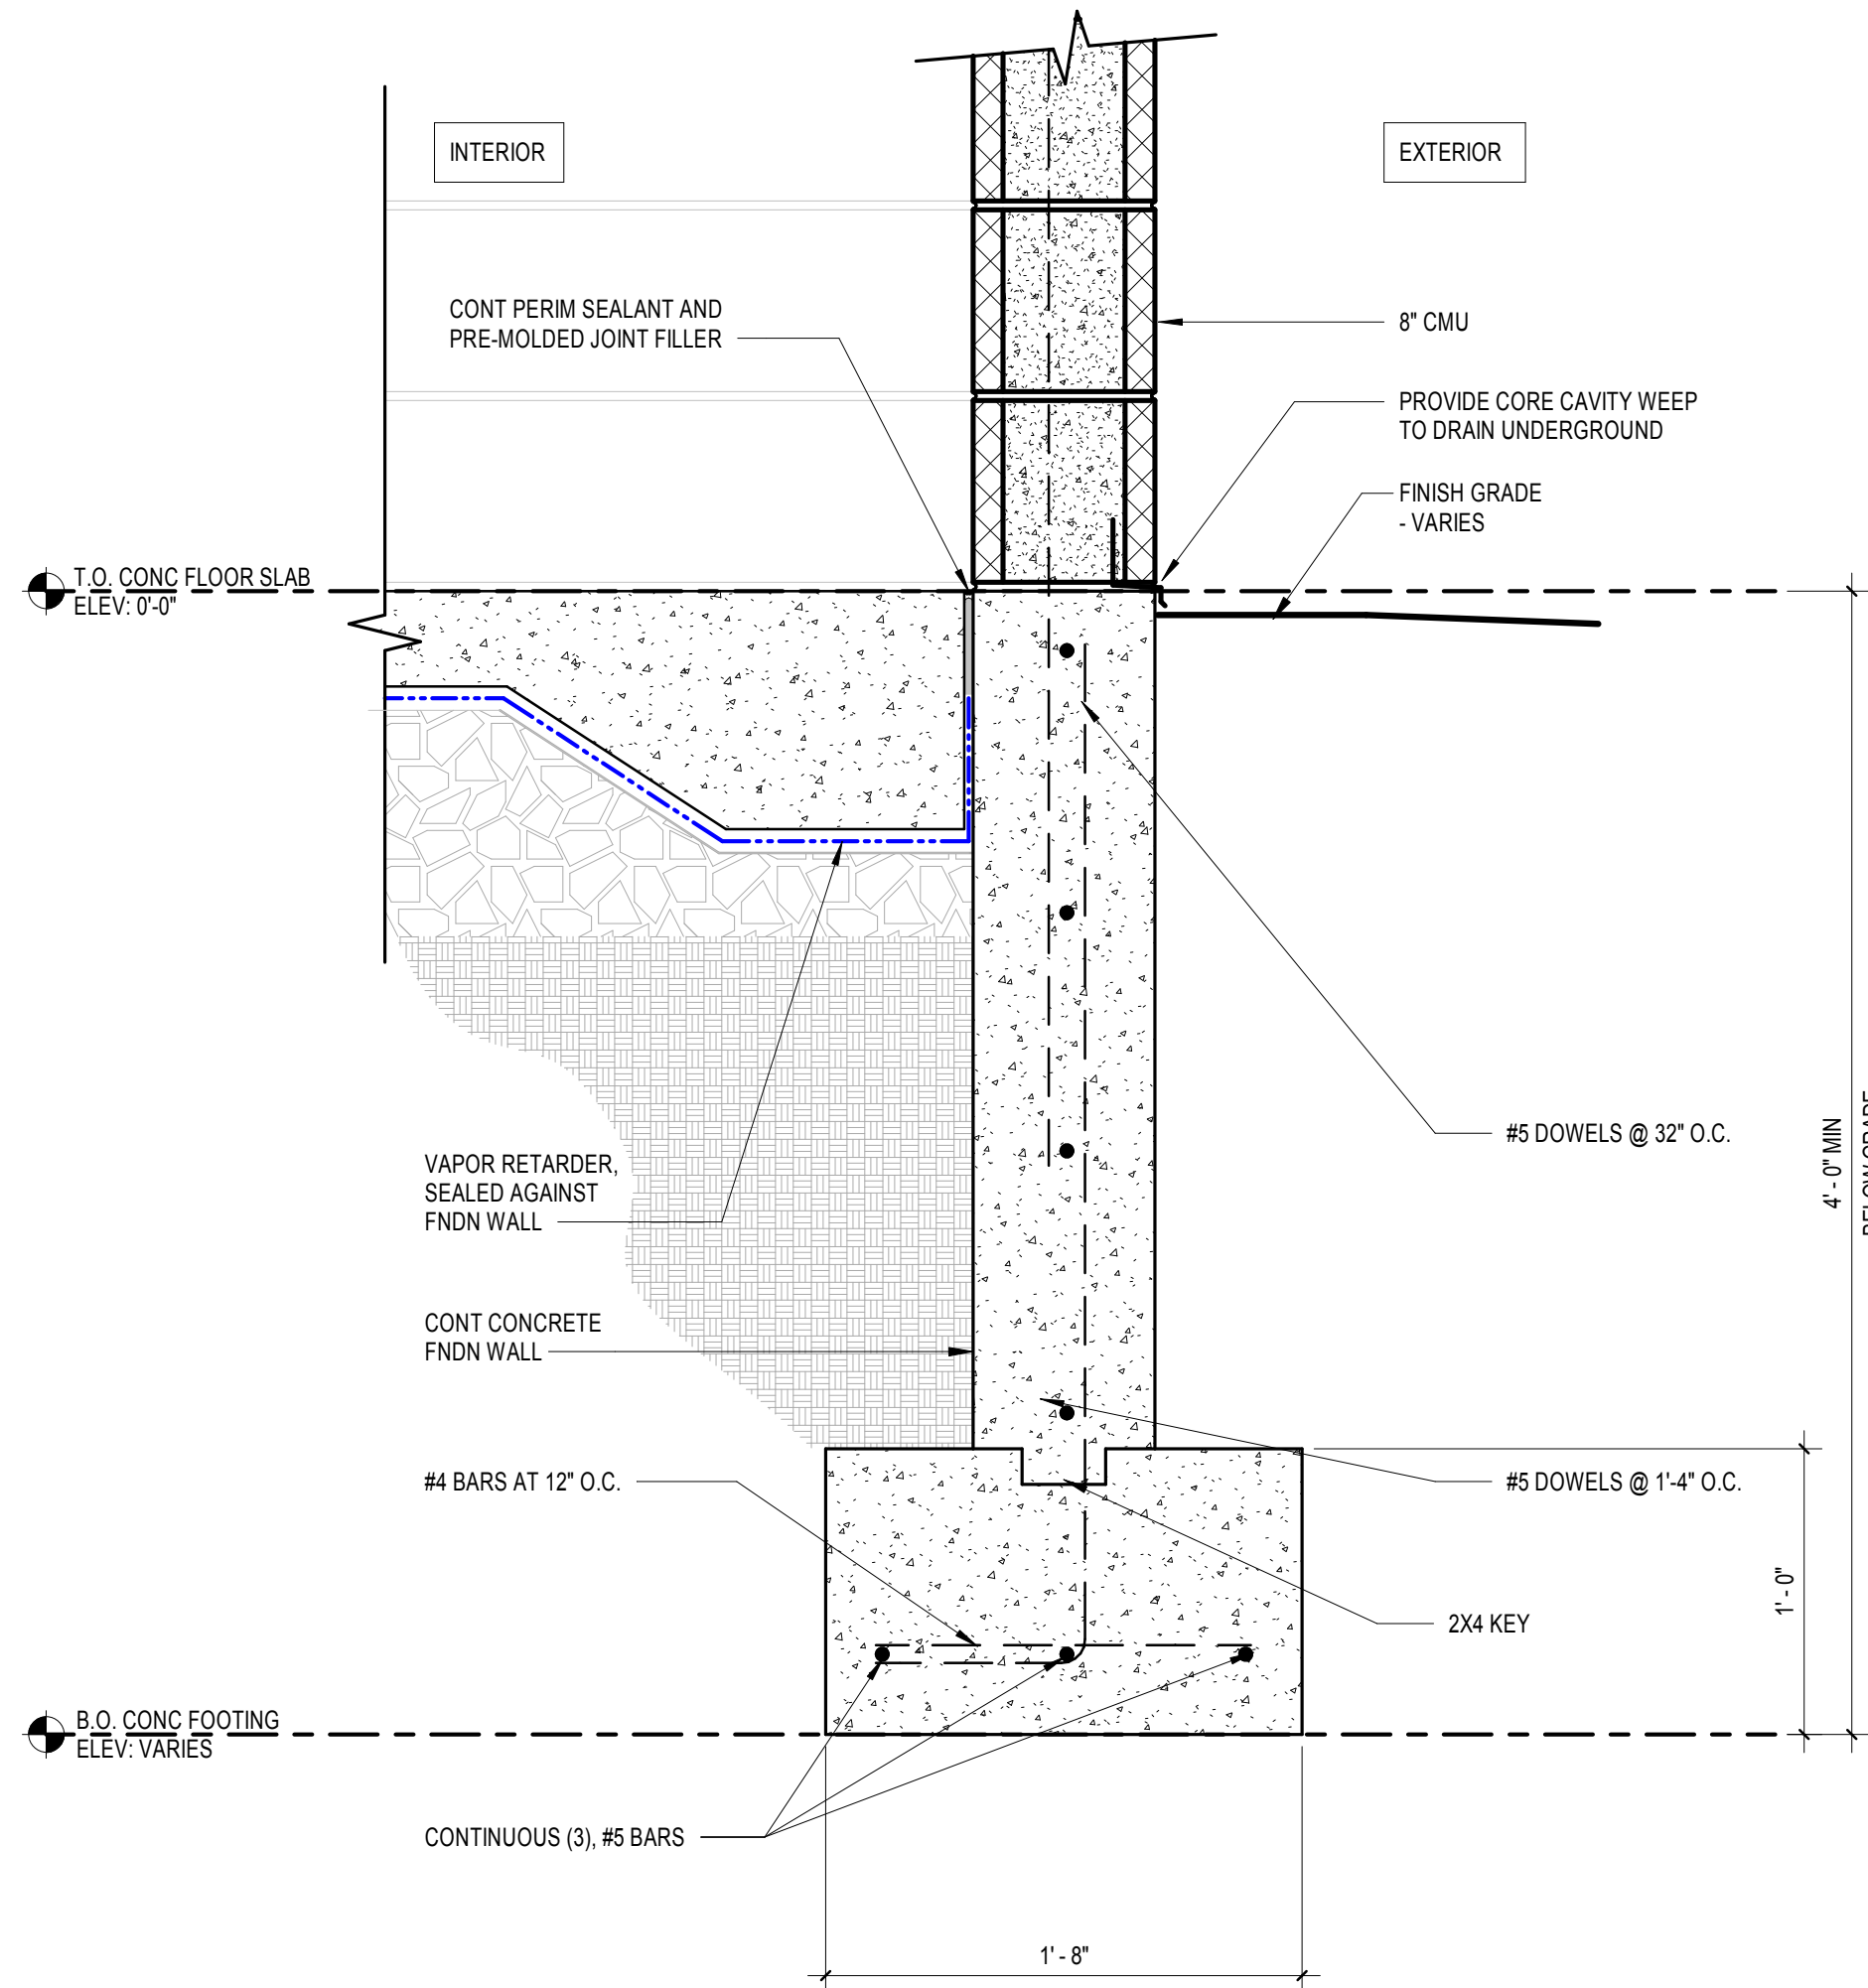 INTERIOR
EXTERIOR
CONT PERIM SEALANT AND
PRE-MOLDED JOINT FILLER
8" CMU
PROVIDE CORE CAVITY WEEP
TO DRAIN UNDERGROUND
FINISH GRADE
- VARIES
T.O. CONC FLOOR SLAB
ELEV: 0'-0"
#5 DOWELS @ 32" O.C.
4' - 0" MIN
BELOW GRADE
VAPOR RETARDER,
SEALED AGAINST
FNDN WALL
CONT CONCRETE
FNDN WALL
#4 BARS AT 12" O.C.
#5 DOWELS @ 1'-4" O.C.
1' - 0"
2X4 KEY
B.O. CONC FOOTING
ELEV: VARIES
CONTINUOUS (3), #5 BARS
1' - 8"